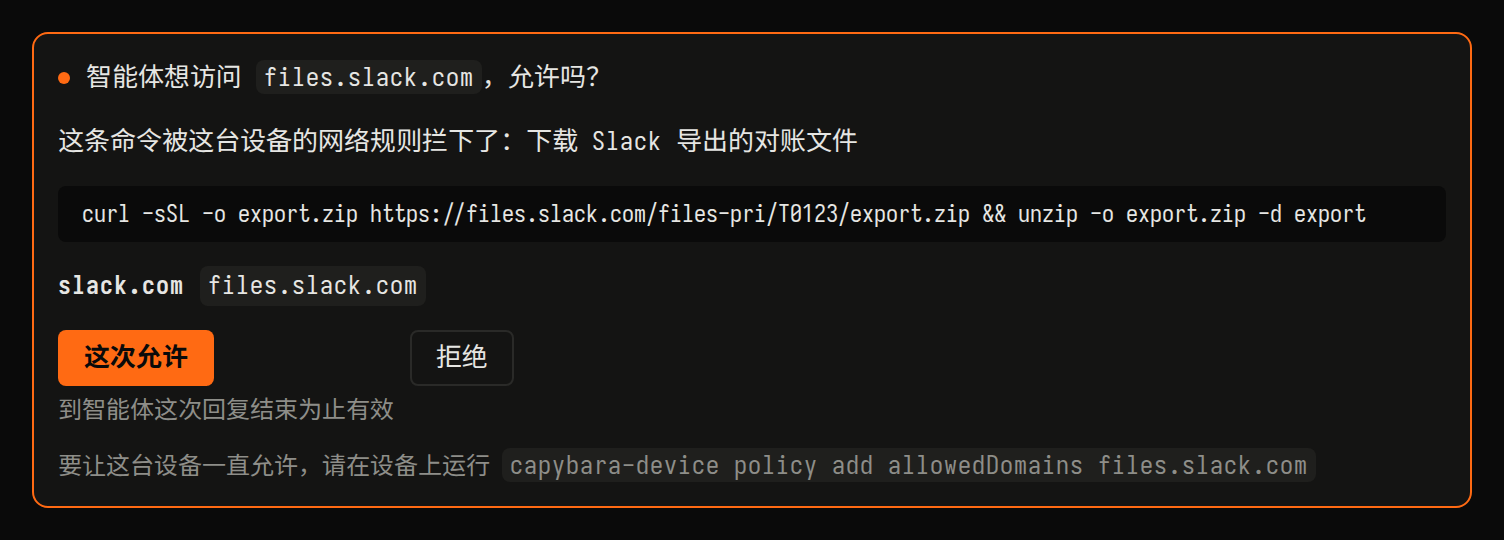 智能体想访问 files.slack.com，允许吗？
这条命令被这台设备的网络规则拦下了：下载 Slack 导出的对账文件
curl -sSL -o export.zip https://files.slack.com/files-pri/T0123/export.zip && unzip -o export.zip -d export
slack.com files.slack.com
这次允许 拒绝
到智能体这次回复结束为止有效
要让这台设备一直允许，请在设备上运行 capybara-device policy add allowedDomains files.slack.com